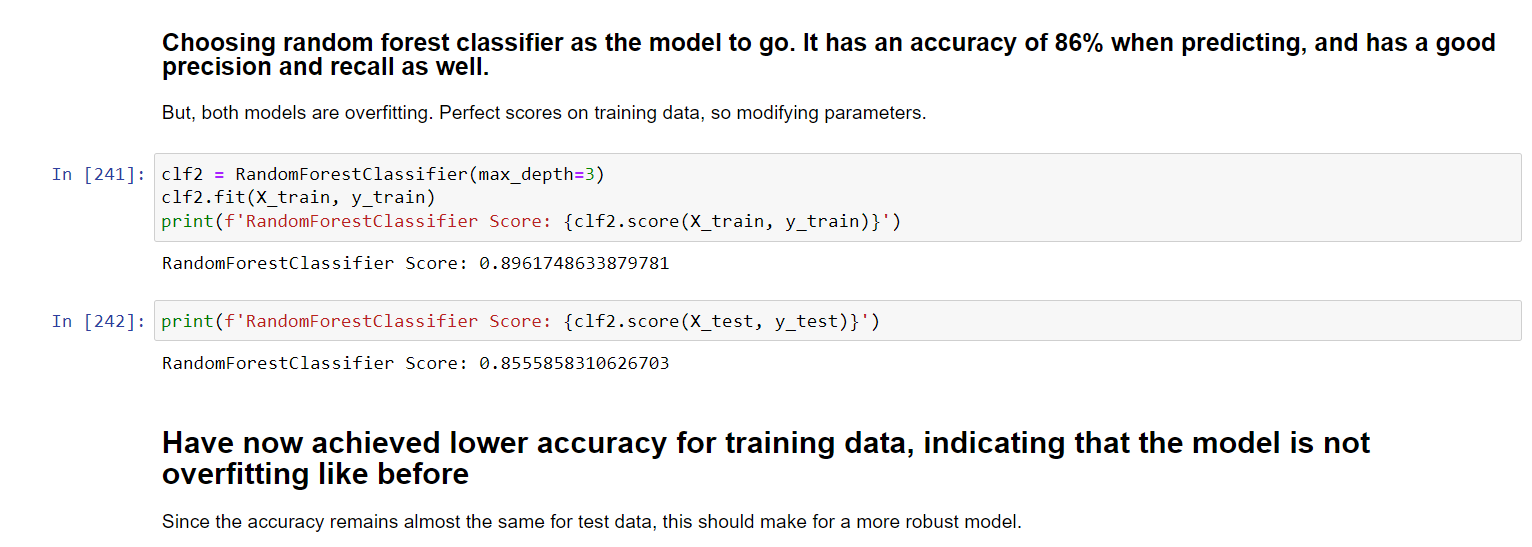 Choosing random forest classifier as the model to go. It has an accuracy of 86% when predicting, and has a good
precision and recall as well.
But, both models are overfitting. Perfect scores on training data, so modifying parameters.
In [241]: clf2 = RandomForestClassifier(max_depth=3)
clf2.fit(X_train, y_train)
print(f'RandomForestClassifier Score: {clf2.score(X_train, y_train)}')
RandomForestClassifier Score: 0.8961748633879781
In [242]: print(f'RandomForestClassifier Score: {clf2.score(X_test, y_test)}')
RandomForestClassifier Score: 0.8555858310626703
Have now achieved lower accuracy for training data, indicating that the model is not
overfitting like before
Since the accuracy remains almost the same for test data, this should make for a more robust model.